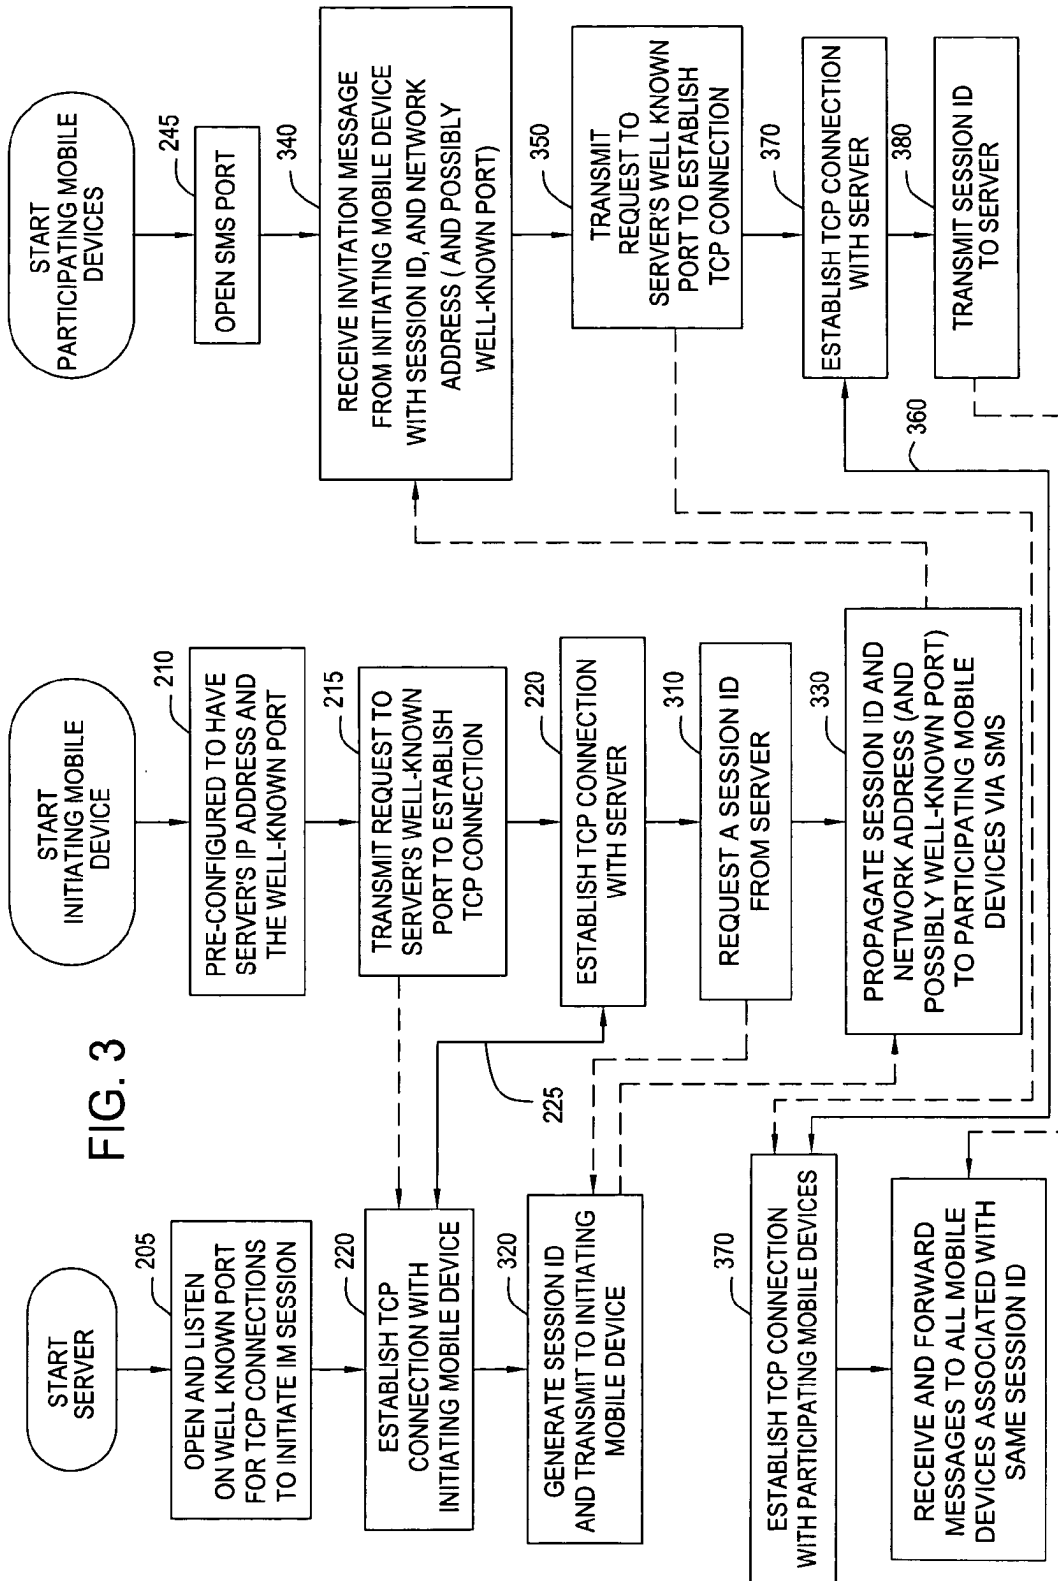 FIG. 3
START
SERVER
205
OPEN AND LISTEN
ON WELL KNOWN PORT
FOR TCP CONNECTIONS
TO INITIATE IM SESSION
220
ESTABLISH TCP
CONNECTION WITH
INITIATING MOBILE DEVICE
320
GENERATE SESSION ID
AND TRANSMIT TO INITIATING
MOBILE DEVICE
370
ESTABLISH TCP CONNECTION
WITH PARTICIPATING MOBILE DEVICES
RECEIVE AND FORWARD
MESSAGES TO ALL MOBILE
DEVICES ASSOCIATED WITH
SAME SESSION ID
START
INITIATING MOBILE
DEVICE
210
PRE-CONFIGURED TO HAVE
SERVER'S IP ADDRESS AND
THE WELL-KNOWN PORT
215
TRANSMIT REQUEST TO
SERVER'S WELL-KNOWN
PORT TO ESTABLISH
TCP CONNECTION
220
ESTABLISH TCP CONNECTION
WITH SERVER
225
310
REQUEST A SESSION ID
FROM SERVER
330
PROPAGATE SESSION ID AND
NETWORK ADDRESS (AND
POSSIBLY WELL-KNOWN PORT)
TO PARTICIPATING MOBILE
DEVICES VIA SMS
START
PARTICIPATING MOBILE
DEVICES
245
OPEN SMS PORT
340
RECEIVE INVITATION MESSAGE
FROM INITIATING MOBILE DEVICE
WITH SESSION ID, AND NETWORK
ADDRESS ( AND POSSIBLY
WELL-KNOWN PORT)
350
TRANSMIT
REQUEST TO
SERVER'S WELL KNOWN
PORT TO ESTABLISH
TCP CONNECTION
370
ESTABLISH TCP CONNECTION
WITH SERVER
360
380
TRANSMIT SESSION ID
TO SERVER